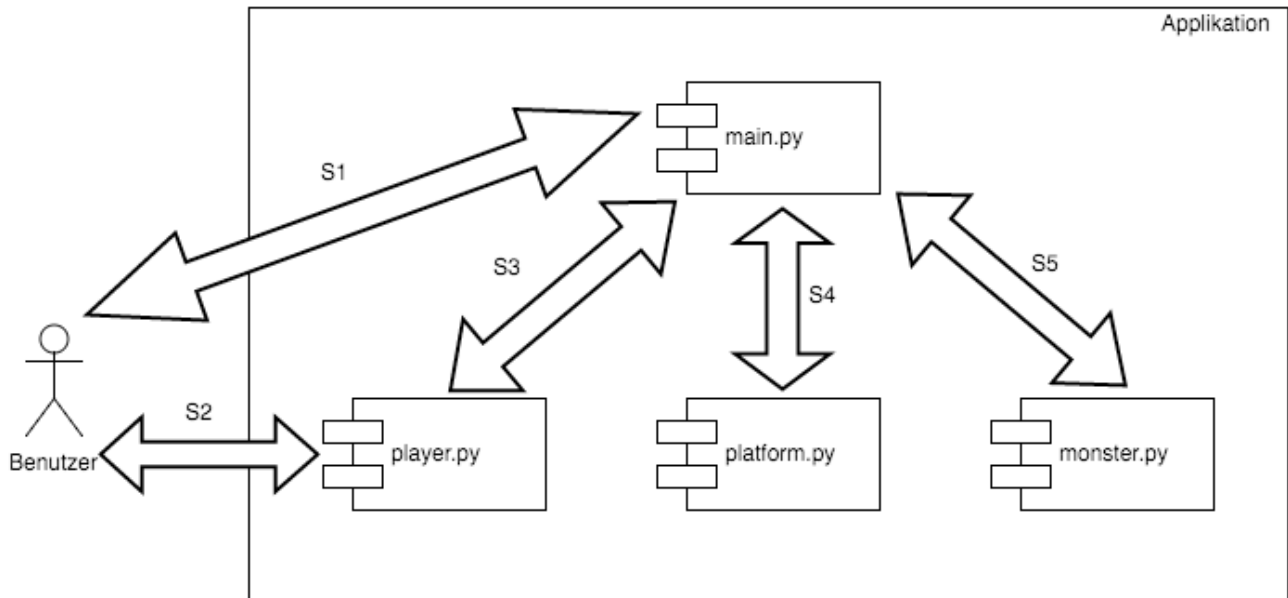 Applikation
main.py
S1
S3
S4
S5
S2
Benutzer
player.py
platform.py
monster.py